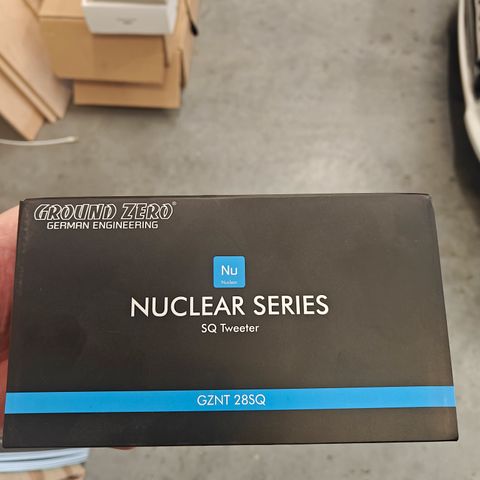 GROUND ZERO®
GERMAN ENGINEERING
Nu
Nuclear
NUCLEAR SERIES
SQ Tweeter
GZNT 28SQ